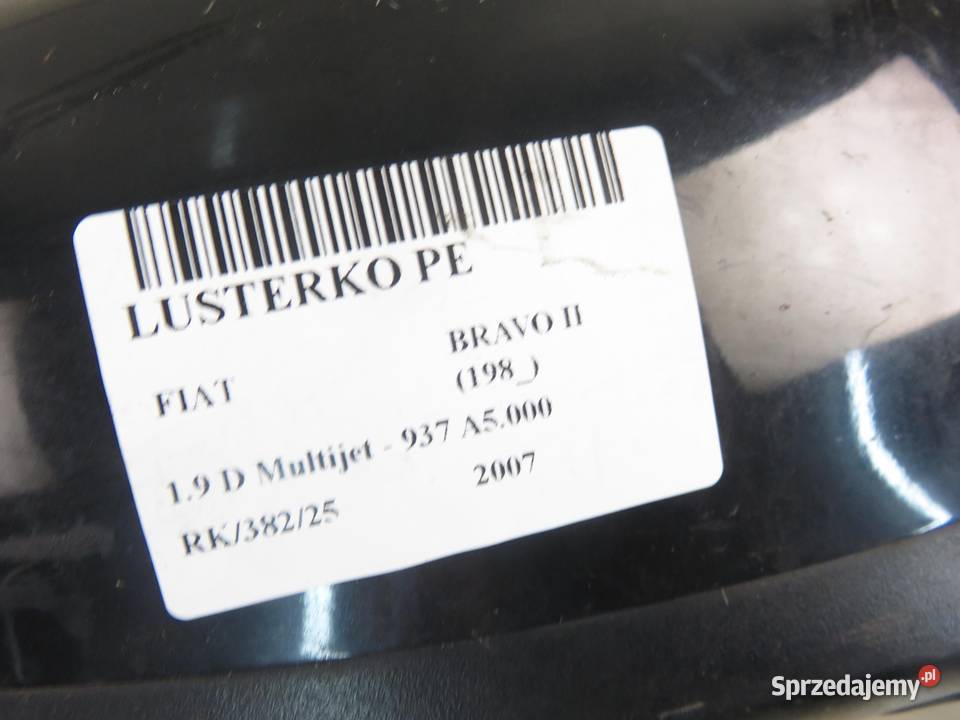 LUSTERKO PE
FIAT
BRAVO II
(198_)
1.9 D Multijet - 937 A5.000
RK/382/25
2007
Sprzedajemy.pl